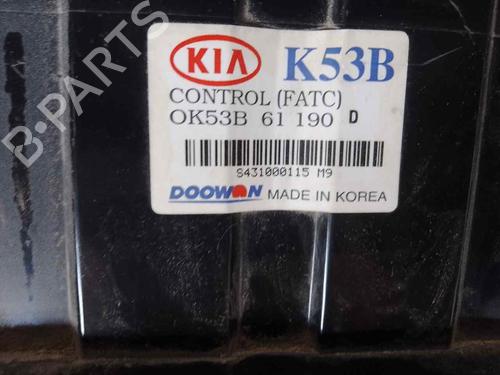 KIA K53B
CONTROL (FATC)
OK53B 61 190 D
S431000115 M9
DOOWON MADE IN KOREA
B-PARTS